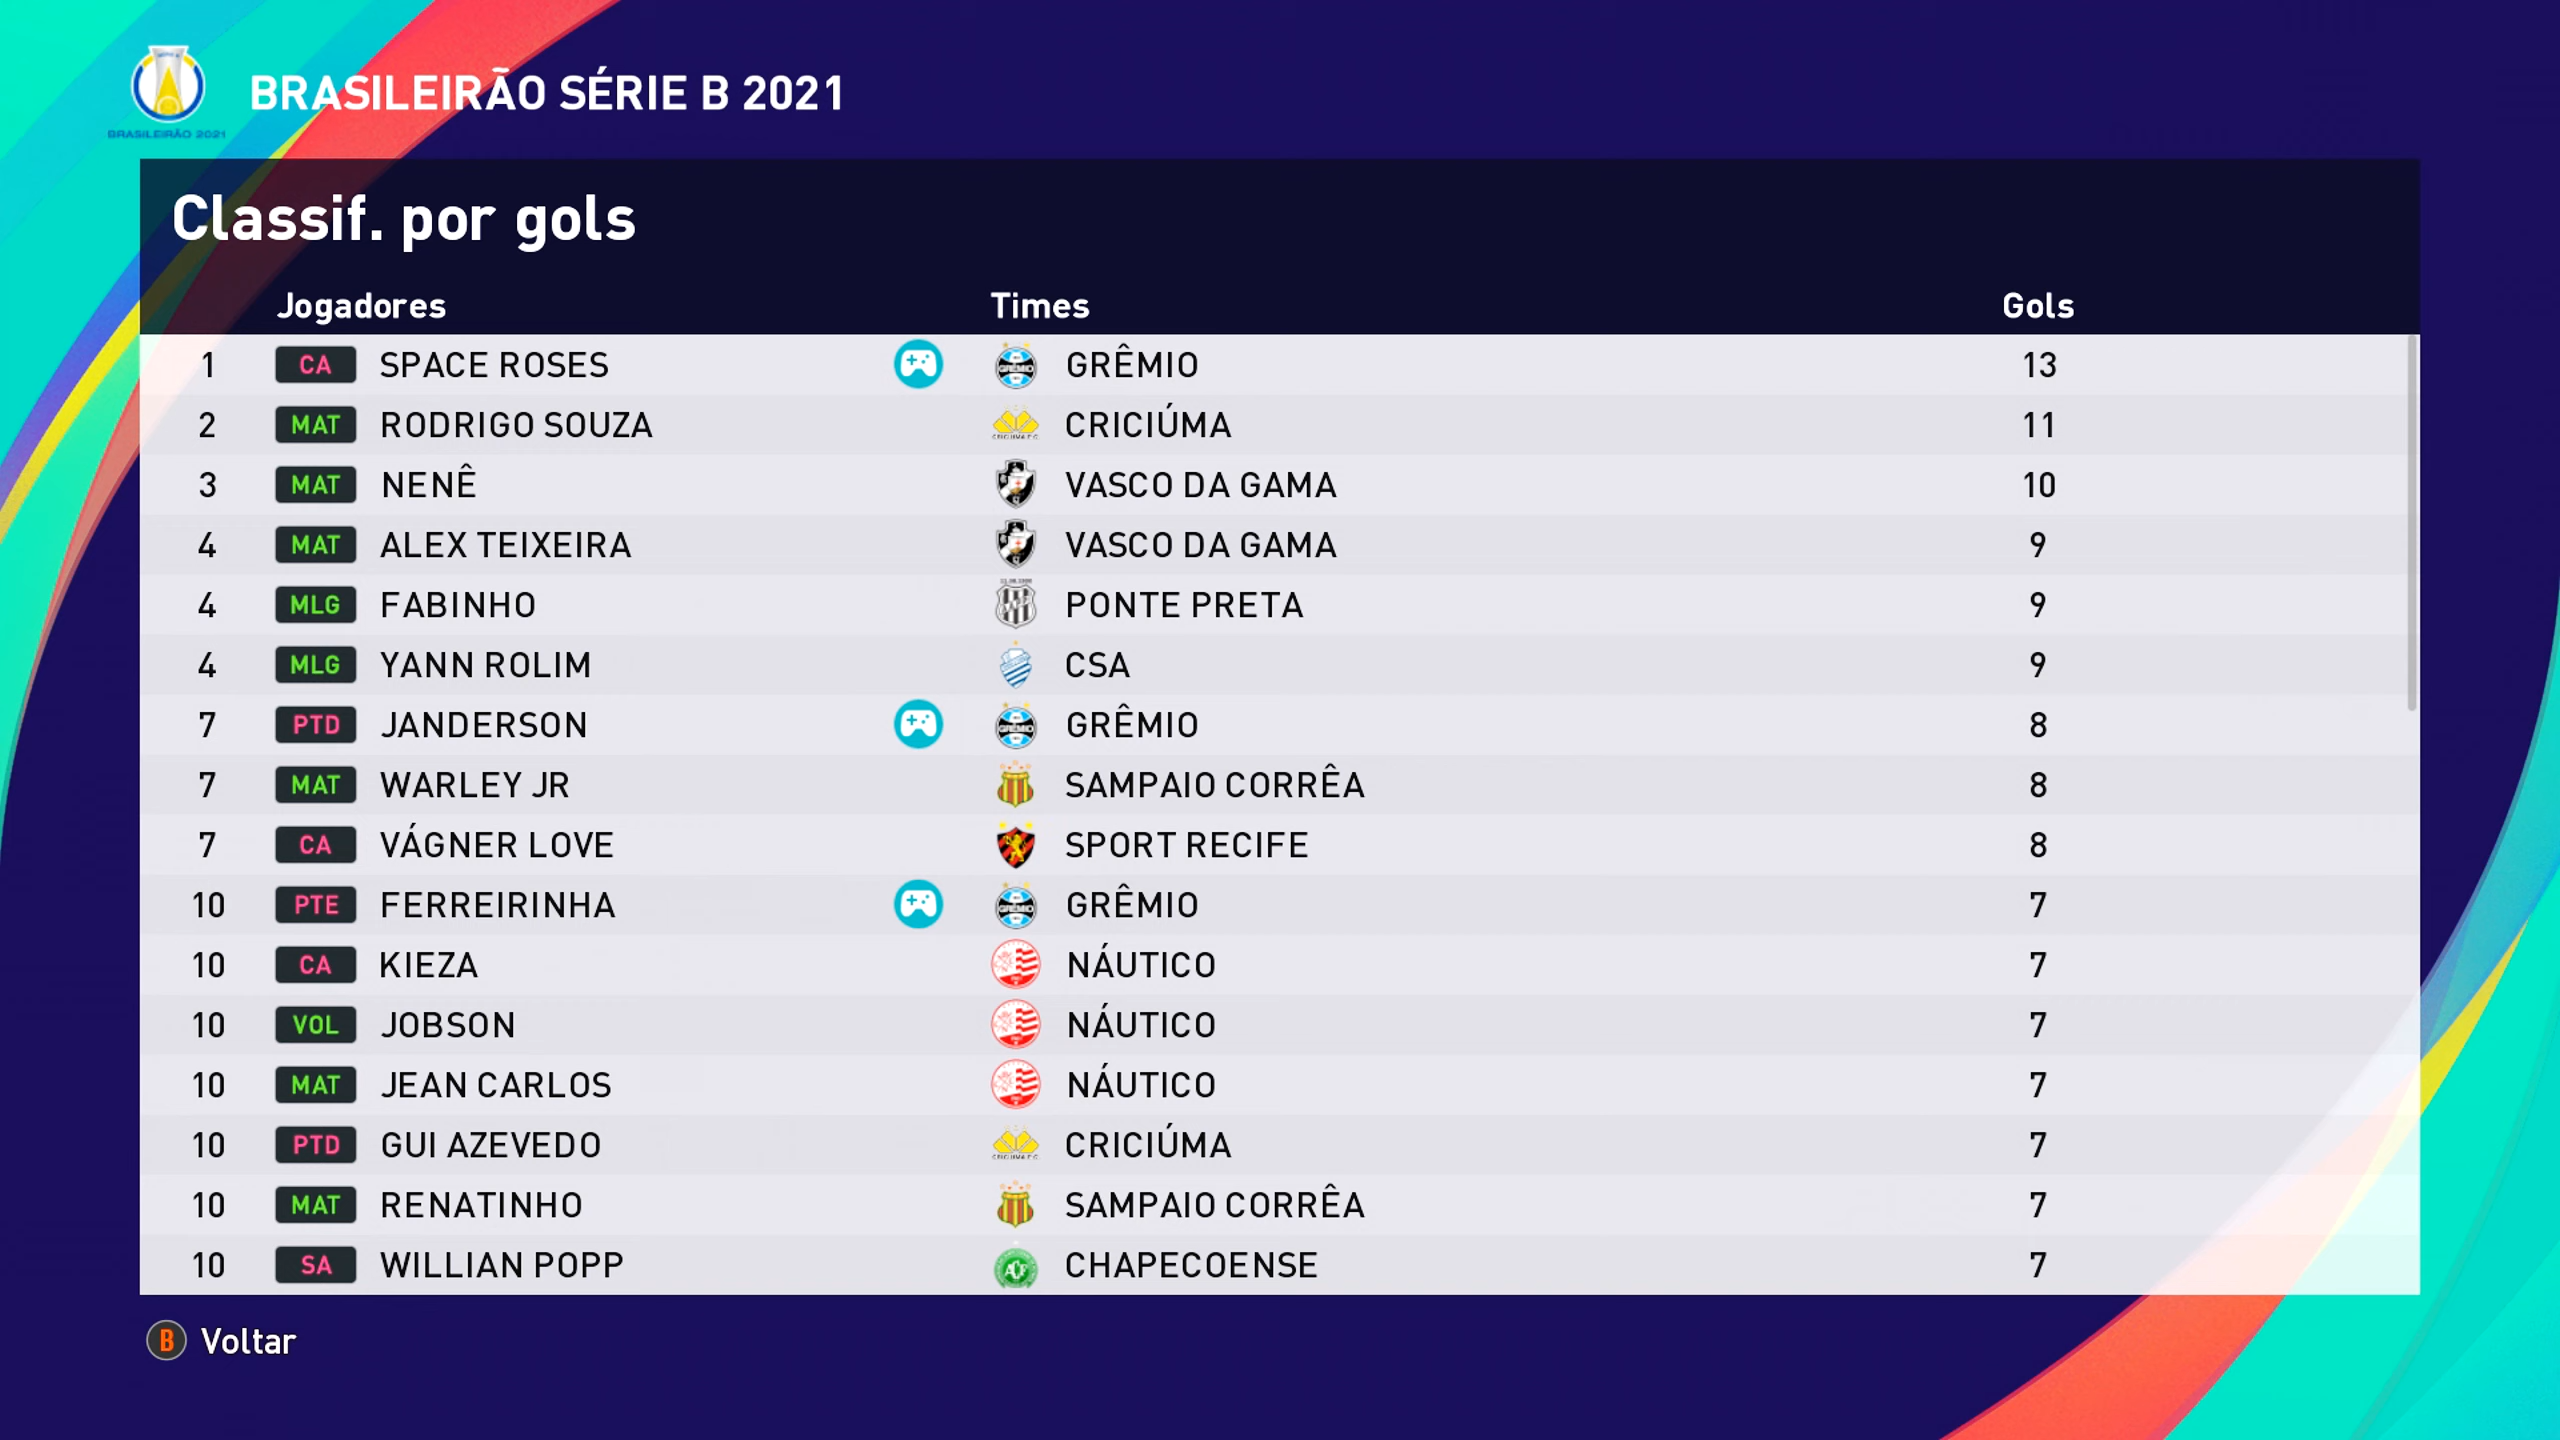 BRASILEIRÃO 2021
BRASILEIRÃO SÉRIE B 2021
Classif. por gols
Jogadores Times Gols
1 CA SPACE ROSES GRÊMIO 13
2 MAT RODRIGO SOUZA CRICIÚMA 11
3 MAT NENÊ VASCO DA GAMA 10
4 MAT ALEX TEIXEIRA VASCO DA GAMA 9
4 MLG FABINHO PONTE PRETA 9
4 MLG YANN ROLIM CSA 9
7 PTD JANDERSON GRÊMIO 8
7 MAT WARLEY JR SAMPAIO CORRÊA 8
7 CA VÁGNER LOVE SPORT RECIFE 8
10 PTE FERREIRINHA GRÊMIO 7
10 CA KIEZA NÁUTICO 7
10 VOL JOBSON NÁUTICO 7
10 MAT JEAN CARLOS NÁUTICO 7
10 PTD GUI AZEVEDO CRICIÚMA 7
10 MAT RENATINHO SAMPAIO CORRÊA 7
10 SA WILLIAN POPP CHAPECOENSE 7
B Voltar